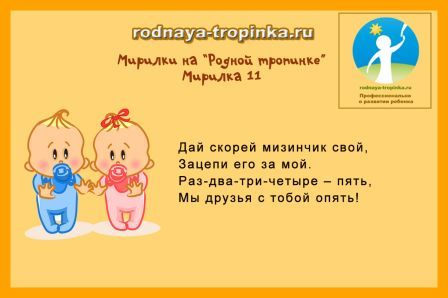 rodnaya-tropinka.ru
Мирилки на "Родной тропинке"
Мирилка 11
rodnaya-tropinka.ru
Профессионально
о развитии ребенка
Дай скорей мизинчик свой,
Зацепи его за мой.
Раз-два-три-четыре – пять,
Мы друзья с тобой опять!